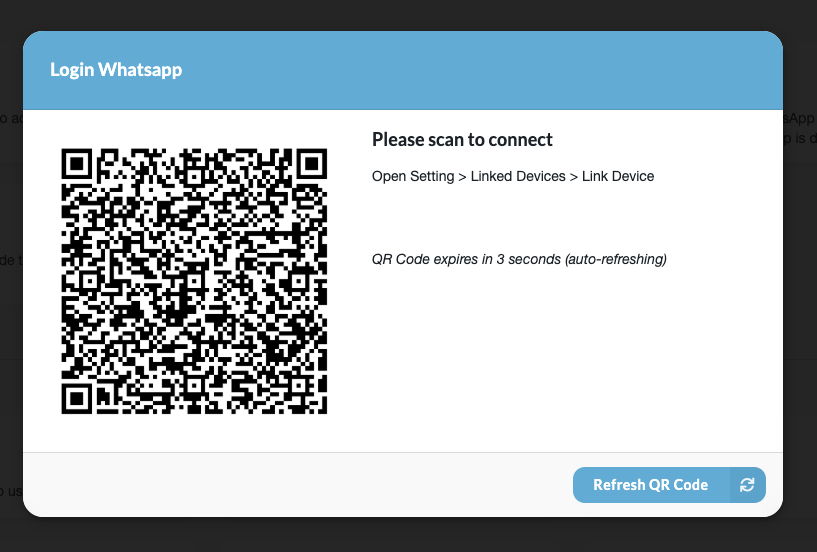 Login Whatsapp
Please scan to connect
Open Setting > Linked Devices > Link Device
QR Code expires in 3 seconds (auto-refreshing)
Refresh QR Code